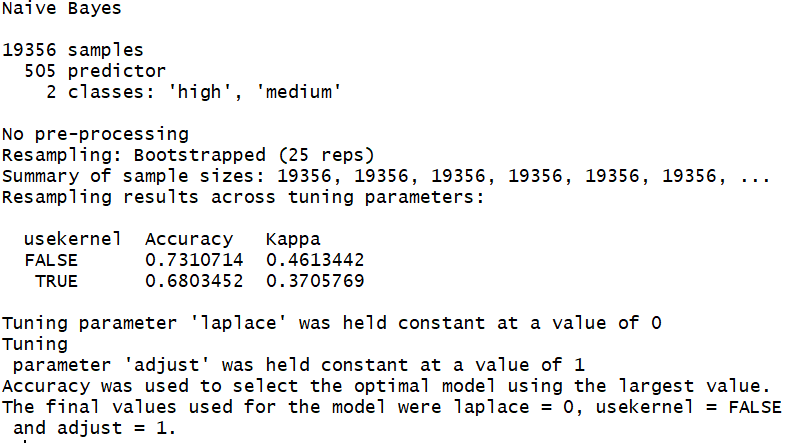 Naive Bayes

19356 samples
  505 predictor
    2 classes: 'high', 'medium'

No pre-processing
Resampling: Bootstrapped (25 reps)
Summary of sample sizes: 19356, 19356, 19356, 19356, 19356, 19356, ...
Resampling results across tuning parameters:

  usekernel  Accuracy   Kappa
  FALSE      0.7310714  0.4613442
   TRUE      0.6803452  0.3705769

Tuning parameter 'laplace' was held constant at a value of 0
Tuning
 parameter 'adjust' was held constant at a value of 1
Accuracy was used to select the optimal model using the largest value.
The final values used for the model were laplace = 0, usekernel = FALSE
 and adjust = 1.